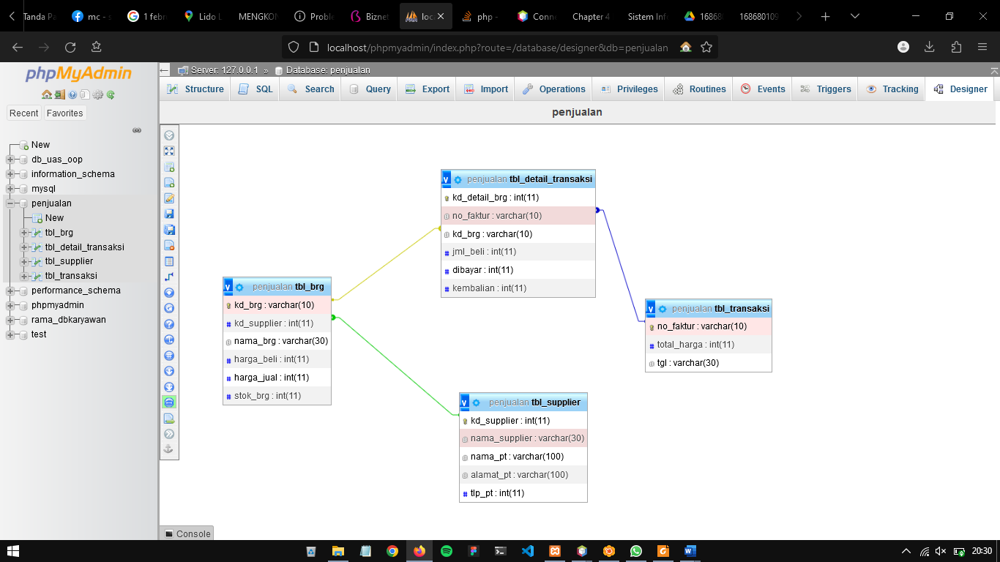 Tanda Pa
mc - s
1 febr
Lido L
MENGKON
Proble
Biznet
loc
php -
Conne
Chapter 4
Sistem Inf
16868
168680109
localhost/phpmyadmin/index.php?route=/database/designer&db=penjualan
phpMyAdmin
Recent
Favorites
New
db_uas_oop
information_schema
mysql
penjualan
New
tbl_brg
tbl_detail_transaksi
tbl_supplier
tbl_transaksi
performance_schema
phpmyadmin
rama_dbkaryawan
test
Server: 127.0.0.1 » Database: penjualan
Structure
SQL
Search
Query
Export
Import
Operations
Privileges
Routines
Events
Triggers
Tracking
Designer
penjualan
v penjualan tbl_detail_transaksi
kd_detail_brg : int(11)
no_faktur : varchar(10)
kd_brg : varchar(10)
# jml_beli : int(11)
# dibayar : int(11)
# kembalian : int(11)
v penjualan tbl_brg
kd_brg : varchar(10)
# kd_supplier : int(11)
nama_brg : varchar(30)
# harga_beli : int(11)
# harga_jual : int(11)
# stok_brg : int(11)
v penjualan tbl_transaksi
no_faktur : varchar(10)
# total_harga : int(11)
tgl : varchar(30)
v penjualan tbl_supplier
kd_supplier : int(11)
nama_supplier : varchar(30)
nama_pt : varchar(100)
alamat_pt : varchar(100)
# tlp_pt : int(11)
Console
20:30